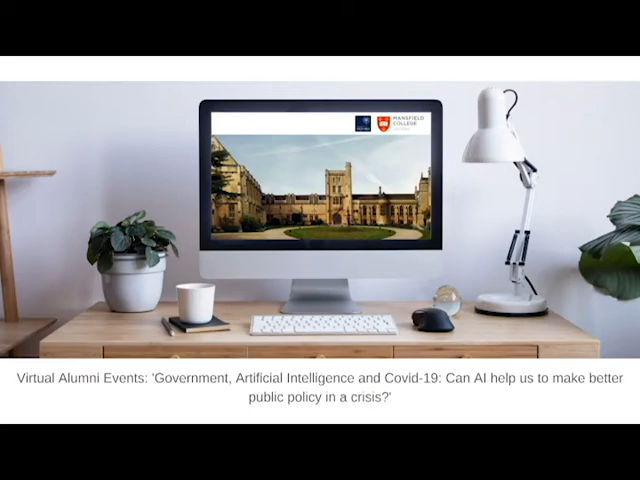 MANSFIELD
COLLEGE
Virtual Alumni Events: 'Government, Artificial Intelligence and Covid-19: Can AI help us to make better
public policy in a crisis?'